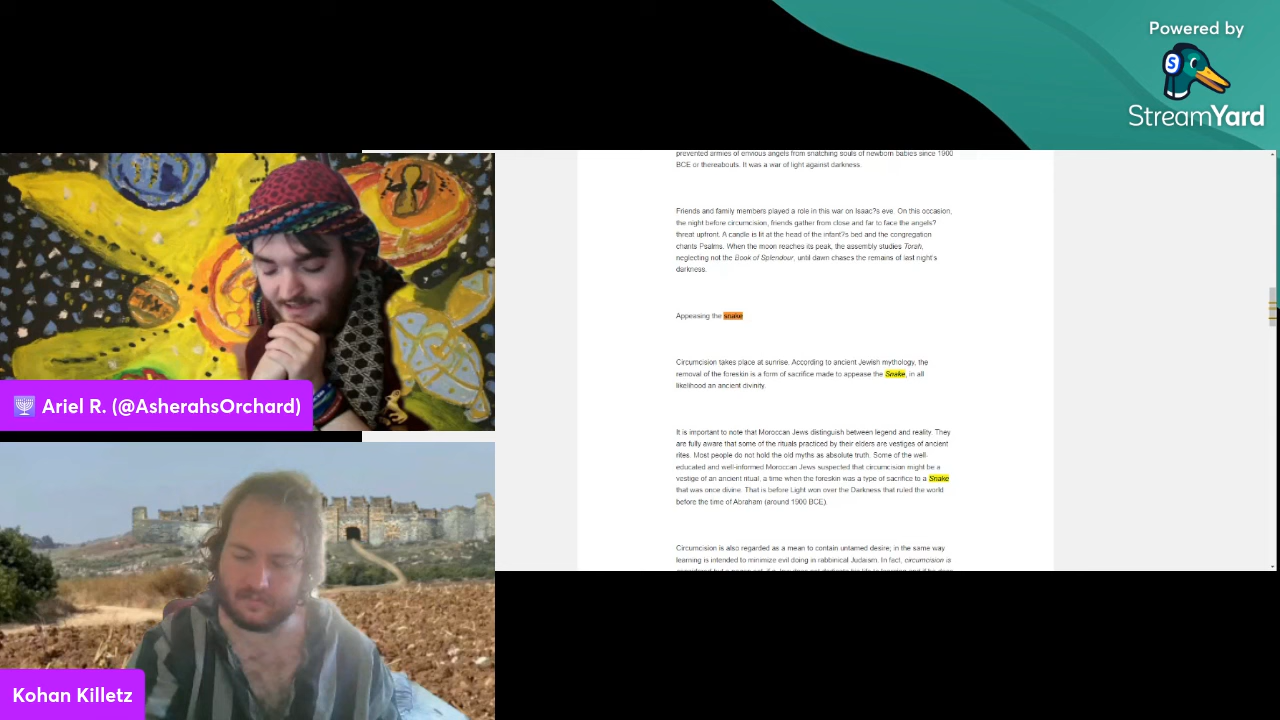 Powered by
S
StreamYard
prevented armies of envious angels from snatching souls of newborn babies since 1900
BCE or thereabouts. It was a war of light against darkness.
Friends and family members played a role in this war on Isaac?s eve. On this occasion,
the night before circumcision, friends gather from close and far to face the angels?
threat upfront. A candle is lit at the head of the infant?s bed and the congregation
chants Psalms. When the moon reaches its peak, the assembly studies Torah,
neglecting not the Book of Splendour, until dawn chases the remains of last night's
darkness.
Appeasing the snake
Circumcision takes place at sunrise. According to ancient Jewish mythology, the
removal of the foreskin is a form of sacrifice made to appease the Snake, in all
likelihood an ancient divinity.
It is important to note that Moroccan Jews distinguish between legend and reality. They
are fully aware that some of the rituals practiced by their elders are vestiges of ancient
rites. Most people do not hold the old myths as absolute truth. Some of the well-
educated and well-informed Moroccan Jews suspected that circumcision might be a
vestige of an ancient ritual, a time when the foreskin was a type of sacrifice to a Snake
that was once divine. That is before Light won over the Darkness that ruled the world
before the time of Abraham (around 1900 BCE).
Circumcision is also regarded as a mean to contain untamed desire; in the same way
learning is intended to minimize evil doing in rabbinical Judaism. In fact, circumcision is
Ariel R. (@AsherahsOrchard)
Kohan Killetz